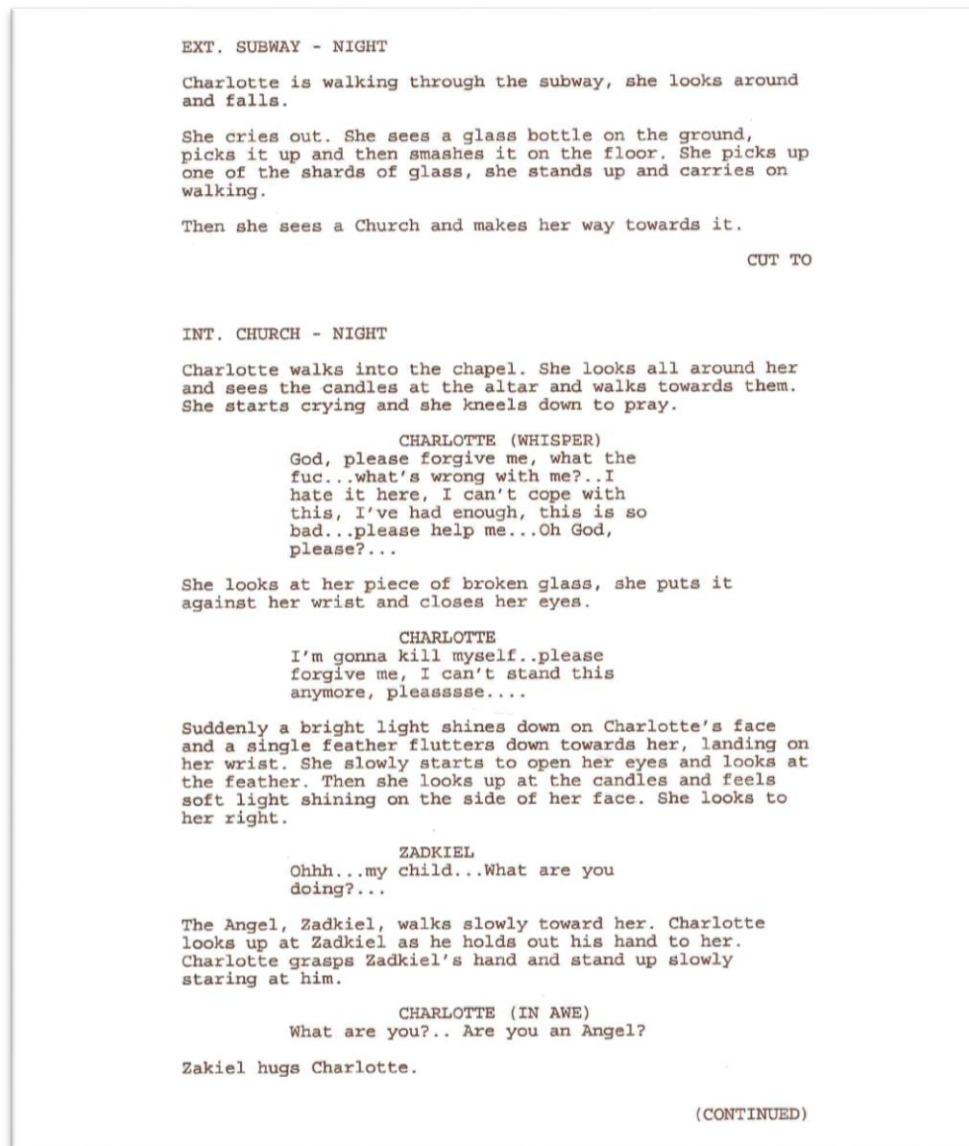 EXT. SUBWAY - NIGHT
Charlotte is walking through the subway, she looks around
and falls.
She cries out. She sees a glass bottle on the ground,
picks it up and then smashes it on the floor. She picks up
one of the shards of glass, she stands up and carries on
walking.
Then she sees a Church and makes her way towards it.
CUT TO
INT. CHURCH - NIGHT
Charlotte walks into the chapel. She looks all around her
and sees the candles at the altar and walks towards them.
She starts crying and she kneels down to pray.
CHARLOTTE (WHISPER)
God, please forgive me, what the
fuc...what's wrong with me?..I
hate it here, I can't cope with
this, I've had enough, this is so
bad...please help me...Oh God,
please?...
She looks at her piece of broken glass, she puts it
against her wrist and closes her eyes.
CHARLOTTE
I'm gonna kill myself..please
forgive me, I can't stand this
anymore, pleasssse....
Suddenly a bright light shines down on Charlotte's face
and a single feather flutters down towards her, landing on
her wrist. She slowly starts to open her eyes and looks at
the feather. Then she looks up at the candles and feels
soft light shining on the side of her face. She looks to
her right.
ZADKIEL
Ohhh...my child...What are you
doing?...
The Angel, Zadkiel, walks slowly toward her. Charlotte
looks up at Zadkiel as he holds out his hand to her.
Charlotte grasps Zadkiel's hand and stand up slowly
staring at him.
CHARLOTTE (IN AWE)
What are you?.. Are you an Angel?
Zakiel hugs Charlotte.
(CONTINUED)